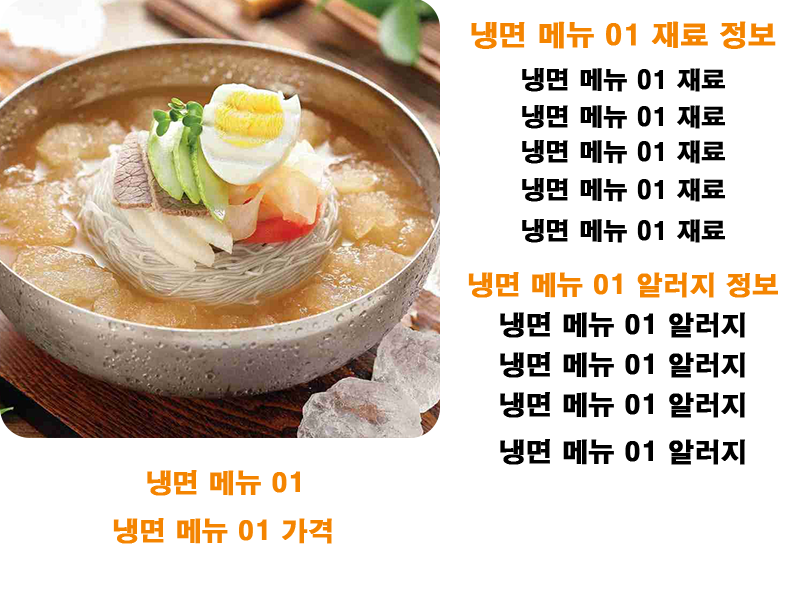 냉면 메뉴 01 재료 정보
냉면 메뉴 01 재료
냉면 메뉴 01 재료
냉면 메뉴 01 재료
냉면 메뉴 01 재료
냉면 메뉴 01 재료
냉면 메뉴 01 알러지 정보
냉면 메뉴 01 알러지
냉면 메뉴 01 알러지
냉면 메뉴 01 알러지
냉면 메뉴 01 알러지
냉면 메뉴 01
냉면 메뉴 01 가격